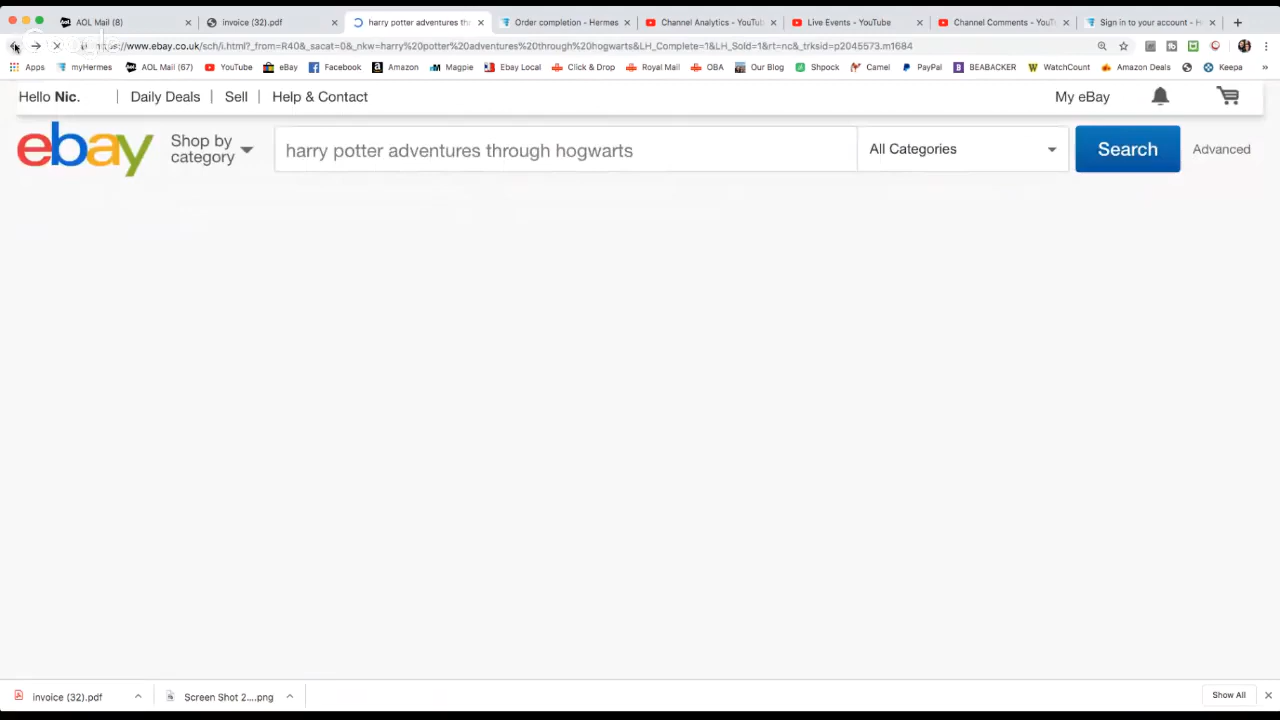 AOL Mail (8)
invoice (32).pdf
harry potter adventures th
Order completion - Hermes
Channel Analytics - YouTub
Live Events - YouTube
Channel Comments - YouTu
Sign in to your account - H
https://www.ebay.co.uk/sch/i.html?_from=R40&_sacat=0&_nkw=harry%20potter%20adventures%20through%20hogwarts&LH_Complete=1&LH_Sold=1&rt=nc&_trksid=p2045573.m1684
Apps myHermes AOL Mail (67) YouTube eBay Facebook Amazon Magpie Ebay Local Click & Drop Royal Mail OBA Our Blog Shpock Camel PayPal BEABACKER WatchCount Amazon Deals Keepa »
Hello Nic. Daily Deals Sell Help & Contact My eBay
ebay
Shop by
category
harry potter adventures through hogwarts
All Categories
Search
Advanced
invoice (32).pdf
Screen Shot 2....png
Show All